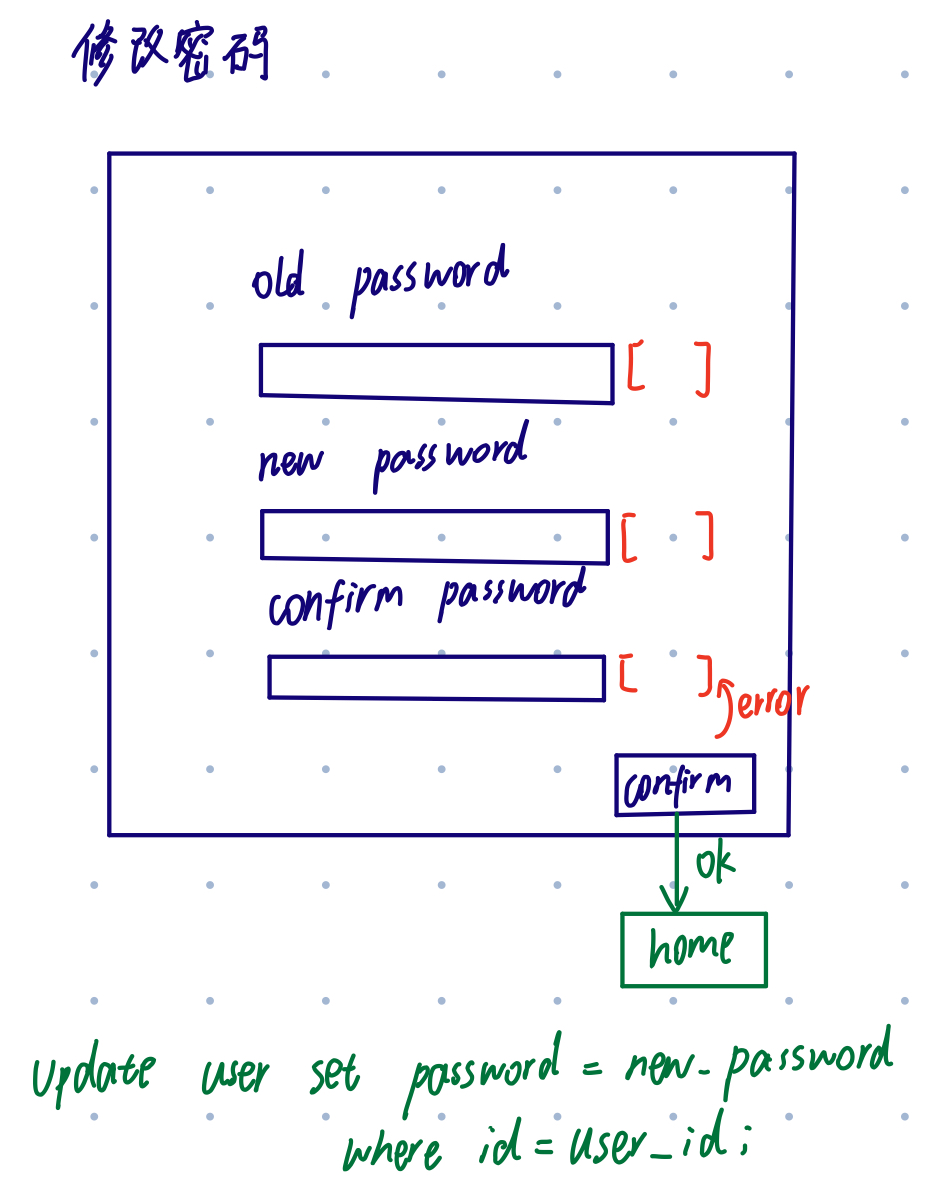 修改密码
old password
[ ]
new password
[ ]
confirm password
[ ]
error
confirm
ok
home
update user set password = new_password
where id = user_id;